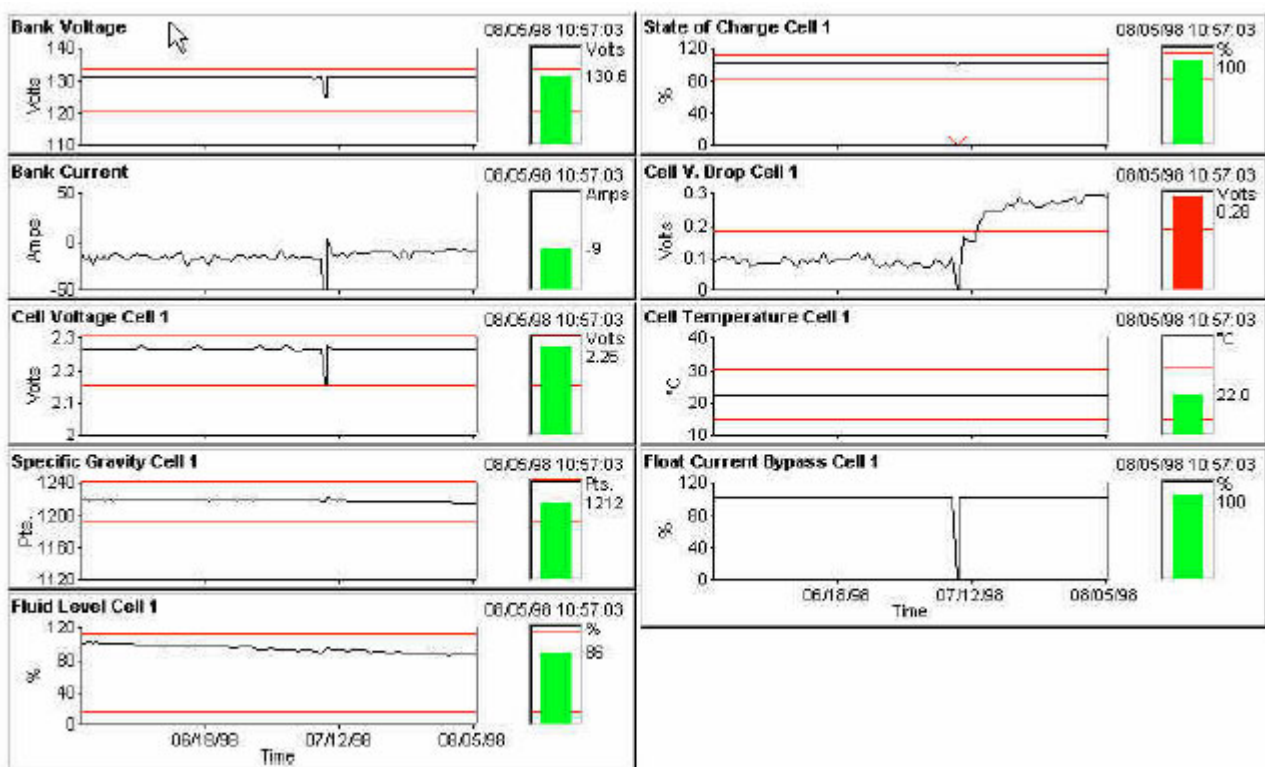 Bank Voltage 08/05/98 10:57:03
Volts
140
130
120
110
Volts
130.6
Bank Current 08/05/98 10:57:03
Amps
50
0
-50
Amps
-9
Cell Voltage Cell 1 08/05/98 10:57:03
Volts
2.3
2.2
2.1
2
Volts
2.26
Specific Gravity Cell 1 08/05/98 10:57:03
Pts.
1240
1200
1160
1120
Pts.
1212
Fluid Level Cell 1 08/05/98 10:57:03
%
120
80
40
0
%
86
06/18/98 07/12/98 08/05/98
Time
State of Charge Cell 1 08/05/98 10:57:03
%
120
80
40
0
%
100
Cell V. Drop Cell 1 08/05/98 10:57:03
Volts
0.3
0.2
0.1
0
Volts
0.28
Cell Temperature Cell 1 08/05/98 10:57:03
°C
40
30
20
10
°C
22.0
Float Current Bypass Cell 1 08/05/98 10:57:03
%
120
80
40
0
%
100
06/18/98 07/12/98 08/05/98
Time